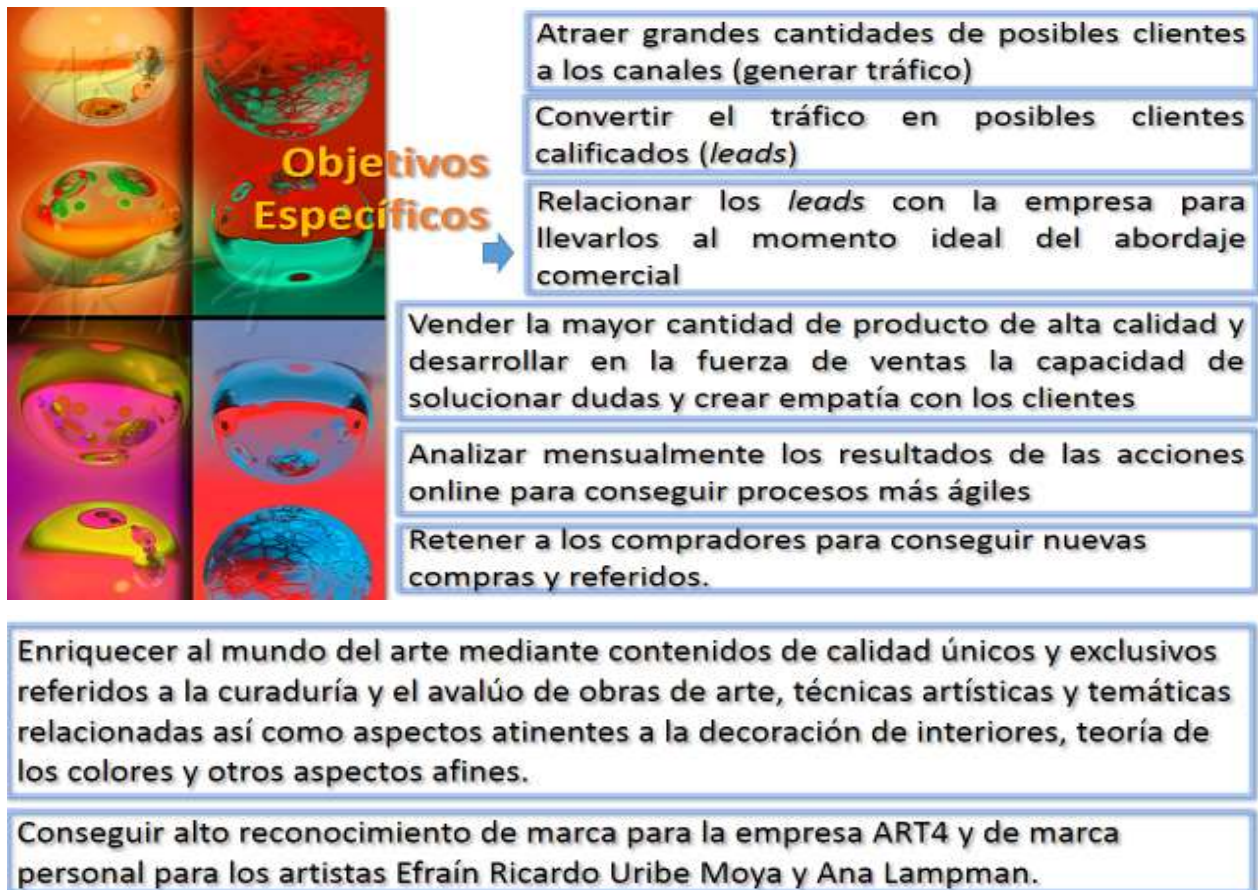 Objetivos
Específicos
Atraer grandes cantidades de posibles clientes
a los canales (generar tráfico)
Convertir el tráfico en posibles clientes
calificados (leads)
Relacionar los leads con la empresa para
llevarlos al momento ideal del abordaje
comercial
Vender la mayor cantidad de producto de alta calidad y
desarrollar en la fuerza de ventas la capacidad de
solucionar dudas y crear empatía con los clientes
Analizar mensualmente los resultados de las acciones
online para conseguir procesos más ágiles
Retener a los compradores para conseguir nuevas
compras y referidos.
Enriquecer al mundo del arte mediante contenidos de calidad únicos y exclusivos
referidos a la curaduría y el avalúo de obras de arte, técnicas artísticas y temáticas
relacionadas así como aspectos atinentes a la decoración de interiores, teoría de
los colores y otros aspectos afines.
Conseguir alto reconocimiento de marca para la empresa ART4 y de marca
personal para los artistas Efraín Ricardo Uribe Moya y Ana Lampman.